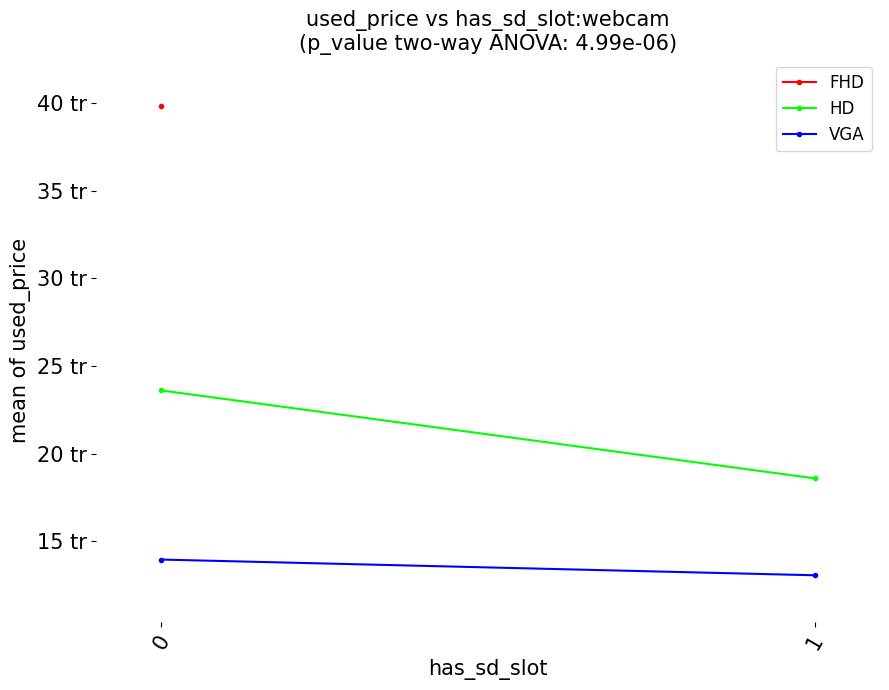 used_price vs has_sd_slot:webcam
(p_value two-way ANOVA: 4.99e-06)
FHD
HD
VGA
40 tr
35 tr
30 tr
25 tr
20 tr
15 tr
mean of used_price
0
1
has_sd_slot